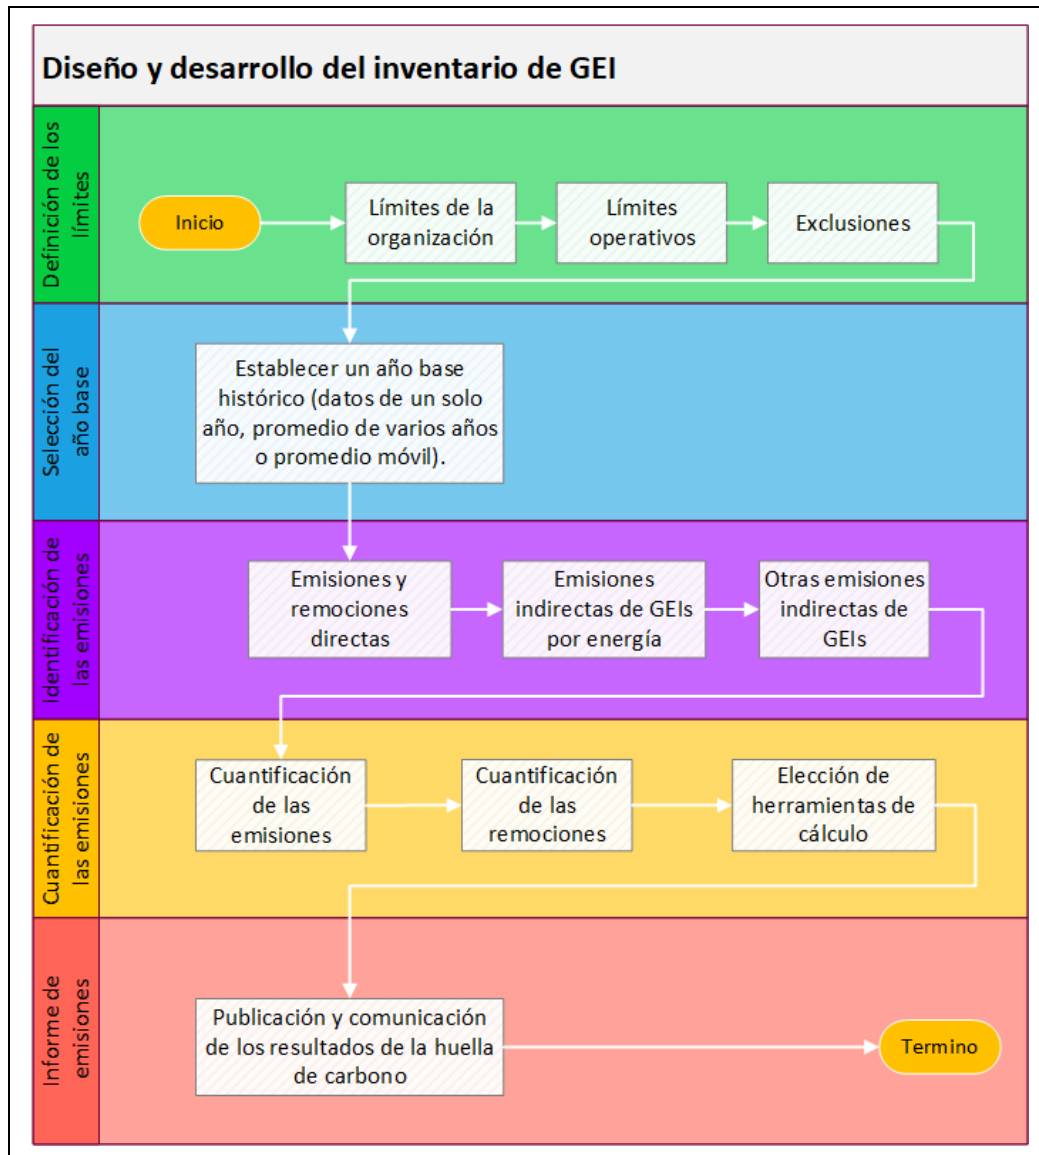 Diseño y desarrollo del inventario de GEI
Definición de los
límites
Inicio
Límites de la
organización
Límites
operativos
Exclusiones
Selección del
año base
Establecer un año base
histórico (datos de un solo
año, promedio de varios años
o promedio móvil).
Identificación de
las emisiones
Emisiones y
remociones
directas
Emisiones
indirectas de GEIs
por energía
Otras emisiones
indirectas de
GEIs
Cuantificación de
las emisiones
Cuantificación
de las
emisiones
Cuantificación
de las
remociones
Elección de
herramientas de
cálculo
Informe de
emisiones
Publicación y comunicación
de los resultados de la huella
de carbono
Termino